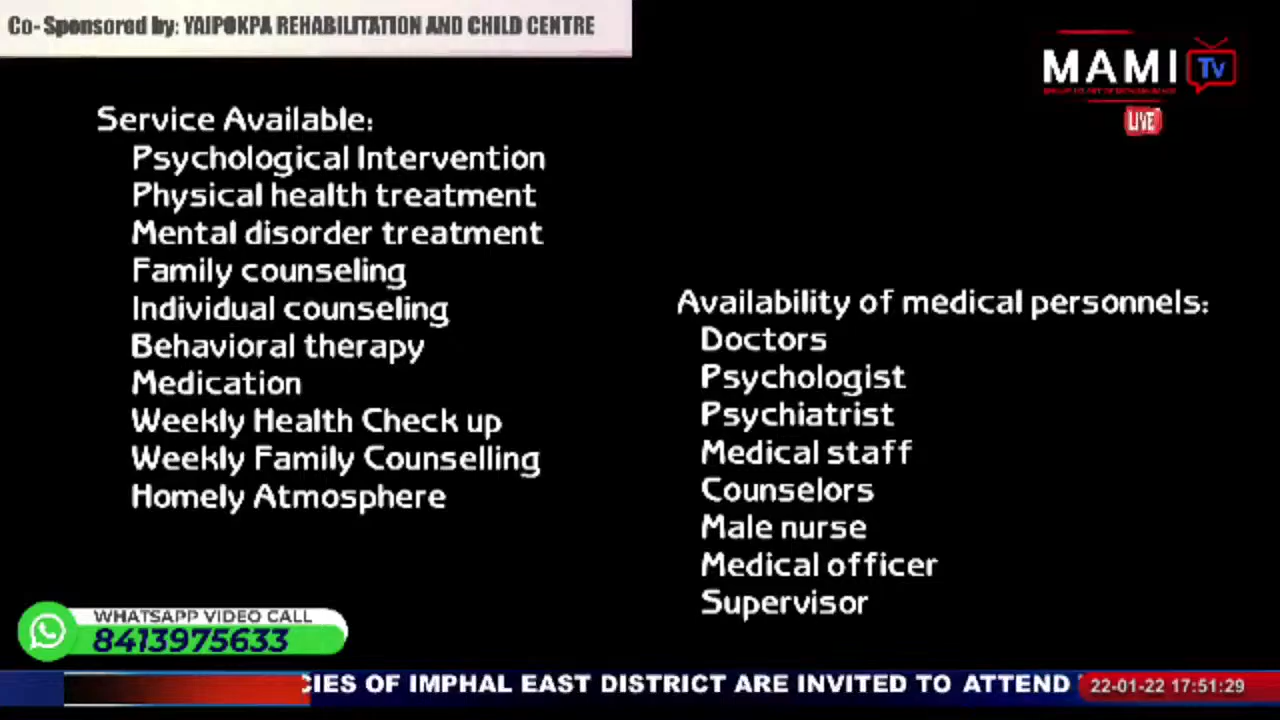 Co- Sponsored by: YAIPOKPA REHABILITATION AND CHILD CENTRE
MAMI Tv
LIVE
Service Available:
Psychological Intervention
Physical health treatment
Mental disorder treatment
Family counseling
Individual counseling
Behavioral therapy
Medication
Weekly Health Check up
Weekly Family Counselling
Homely Atmosphere
Availability of medical personnels:
Doctors
Psychologist
Psychiatrist
Medical staff
Counselors
Male nurse
Medical officer
Supervisor
WHATSAPP VIDEO CALL
8413975633
IES OF IMPHAL EAST DISTRICT ARE INVITED TO ATTEND
22-01-22 17:51:29